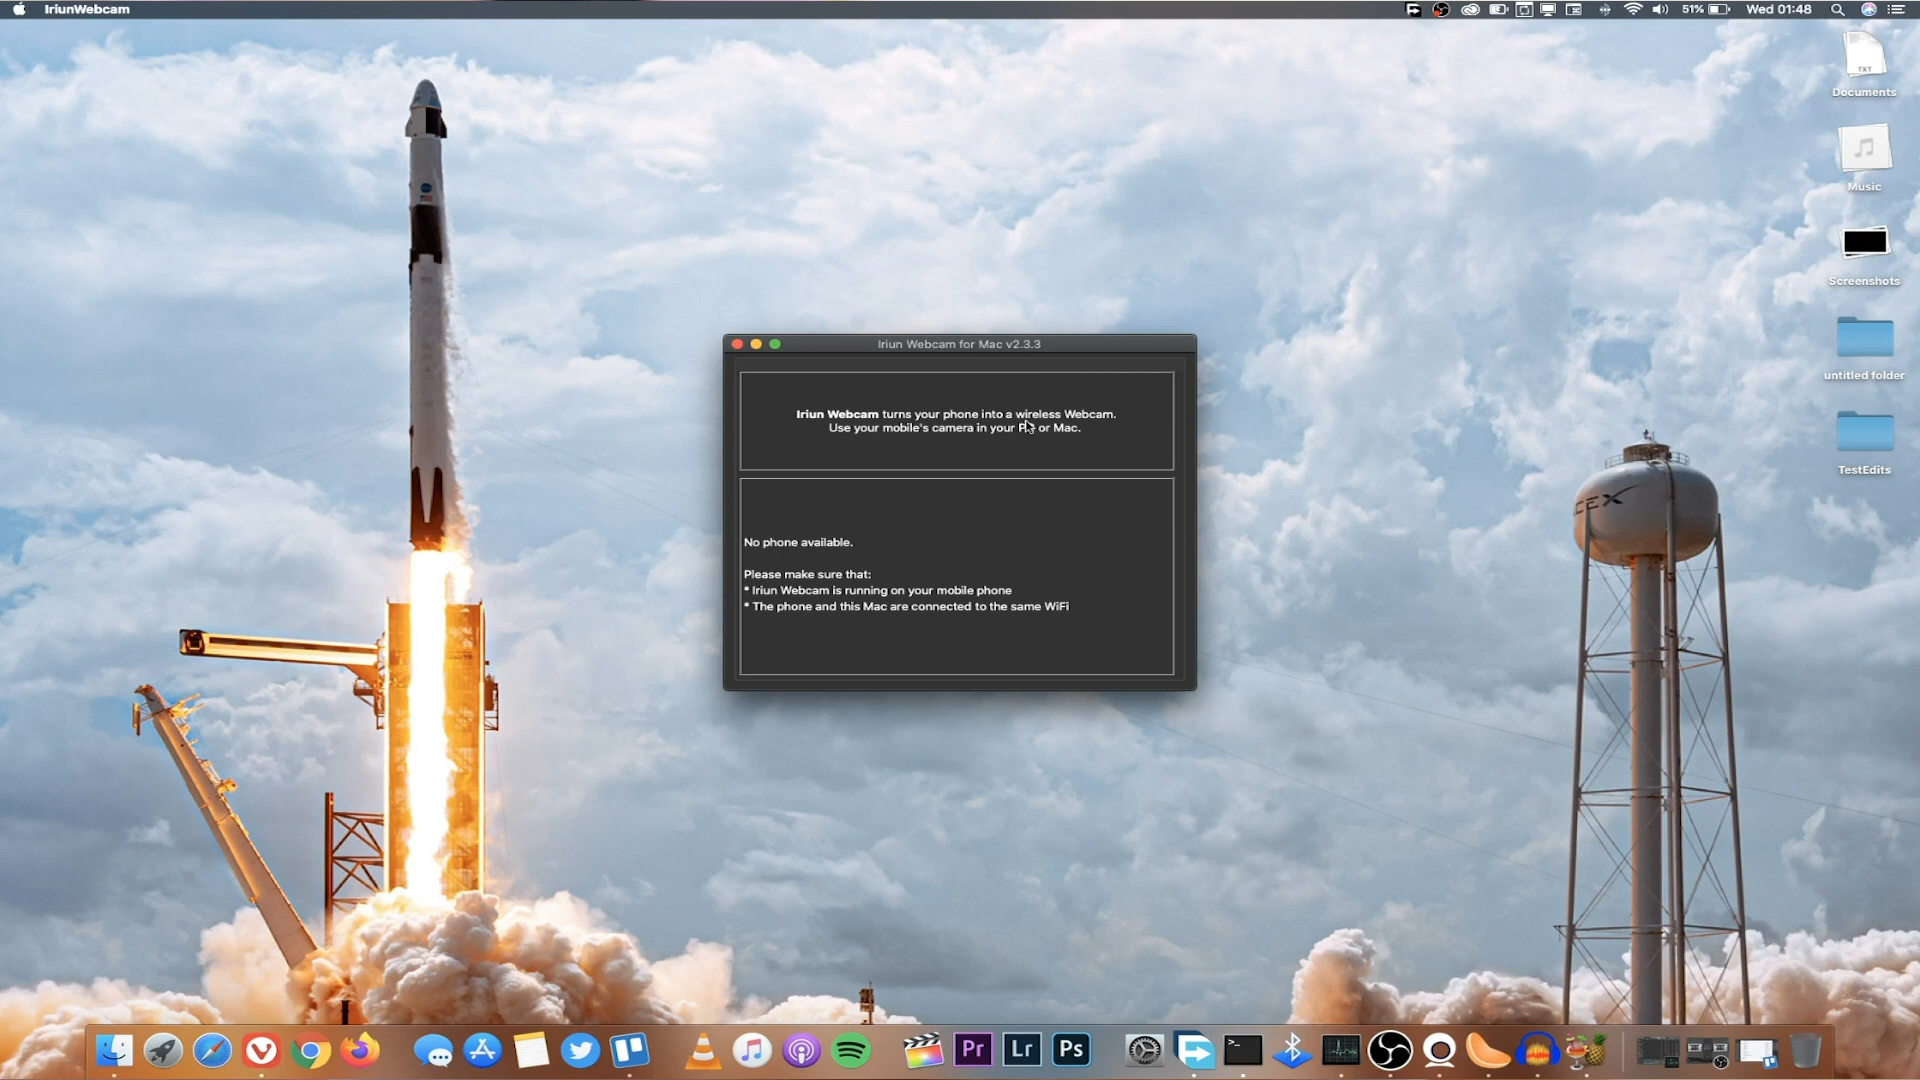 IriunWebcam
51%
Wed 01:48
TXT
Documents
Music
Screenshots
untitled folder
TestEdits
Iriun Webcam for Mac v2.3.3
Iriun Webcam turns your phone into a wireless Webcam.
Use your mobile's camera in your PC or Mac.
No phone available.
Please make sure that:
* Iriun Webcam is running on your mobile phone
* The phone and this Mac are connected to the same WiFi
CEX
Pr
Lr
Ps